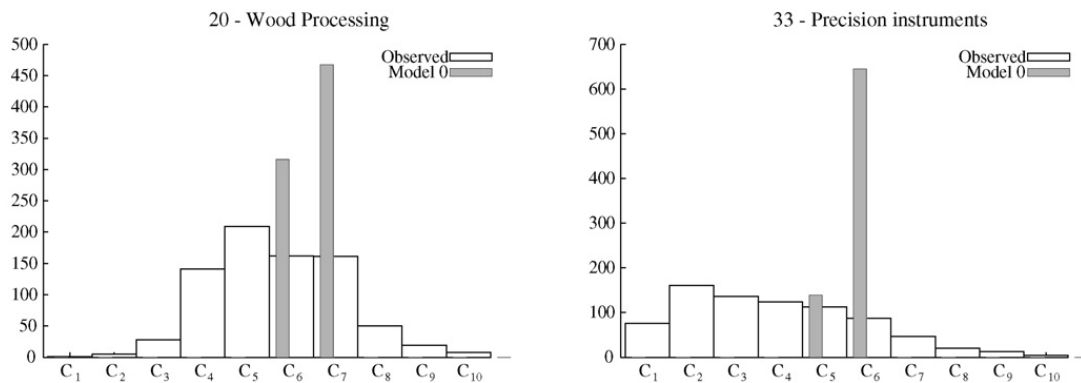 20 - Wood Processing
500
450
400
350
300
250
200
150
100
50
0
Observed
Model 0
C1 C2 C3 C4 C5 C6 C7 C8 C9 C10
33 - Precision instruments
700
600
500
400
300
200
100
0
Observed
Model 0
C1 C2 C3 C4 C5 C6 C7 C8 C9 C10